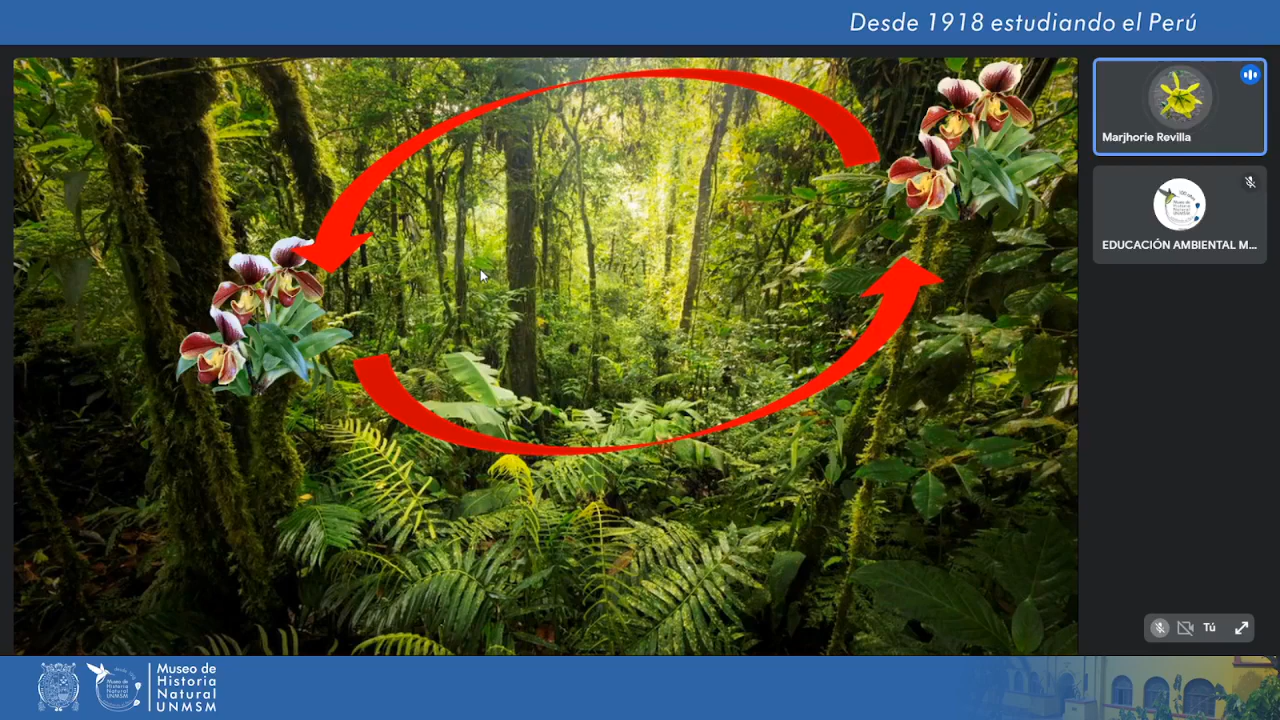 Desde 1918 estudiando el Perú
Marjhorie Revilla
EDUCACIÓN AMBIENTAL M...
Tú
Museo de
Historia
Natural
UNMSM